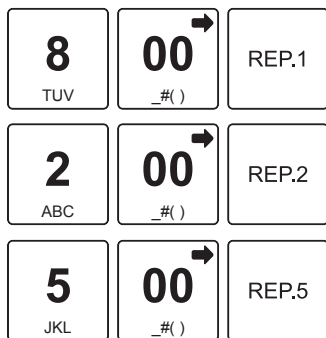 8 00 REP.1
TUV _#( )
2 00 REP.2
ABC _#( )
5 00 REP.5
JKL _#( )